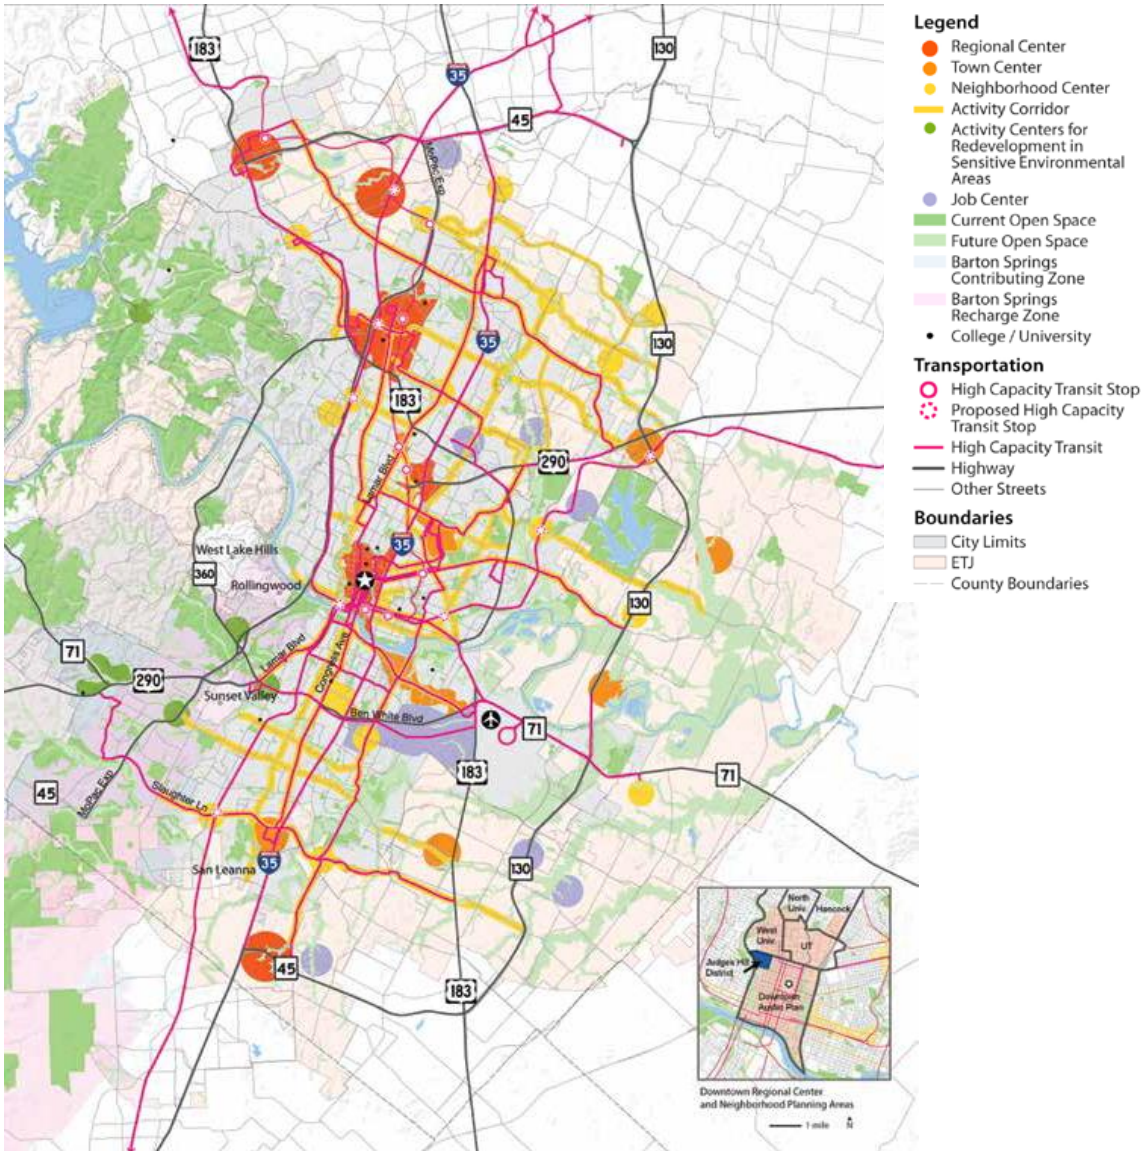 183
35
130
45
MoPac Exp
35
130
183
Lamar Blvd
290
35
West Lake Hills
360
Rollingwood
130
71
290
Lamar Blvd
Congress Ave
Sunset Valley
Ben White Blvd
71
183
71
45
MoPac Exp
Slaughter Ln
San Leanna
35
130
45
183
Legend
Regional Center
Town Center
Neighborhood Center
Activity Corridor
Activity Centers for
Redevelopment in
Sensitive Environmental
Areas
Job Center
Current Open Space
Future Open Space
Barton Springs
Contributing Zone
Barton Springs
Recharge Zone
College / University
Transportation
High Capacity Transit Stop
Proposed High Capacity
Transit Stop
High Capacity Transit
Highway
Other Streets
Boundaries
City Limits
ETJ
County Boundaries
North
Univ.
Hancock
West
Univ.
UT
Judges Hill
District
Downtown
Austin Plan
Downtown Regional Center
and Neighborhood Planning Areas
1 mile
N